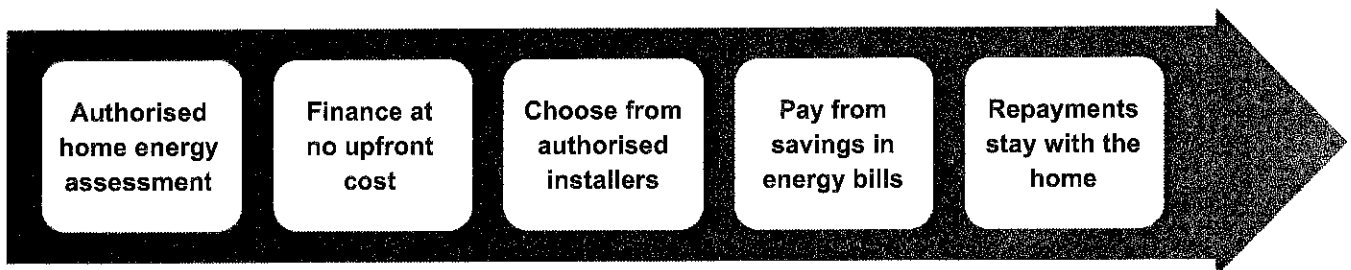 Authorised
home energy
assessment
Finance at
no upfront
cost
Choose from
authorised
installers
Pay from
savings in
energy bills
Repayments
stay with the
home